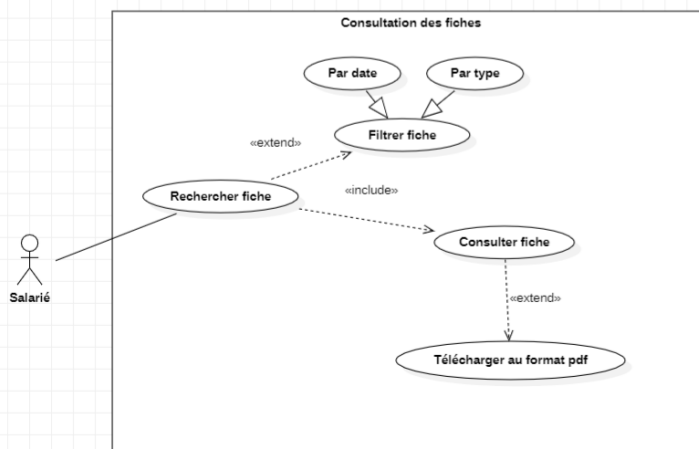 Consultation des fiches
Par date
Par type
Filtrer fiche
«extend»
Rechercher fiche
«include»
Consulter fiche
Salarié
«extend»
Télécharger au format pdf